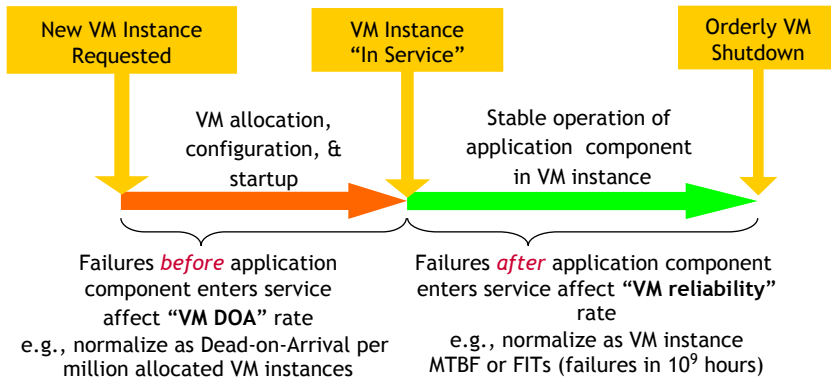 New VM Instance
Requested
VM Instance
“In Service”
Orderly VM
Shutdown
VM allocation,
configuration, &
startup
Stable operation of
application component
in VM instance
Failures before application
component enters service
affect “VM DOA” rate
e.g., normalize as Dead-on-Arrival per
million allocated VM instances
Failures after application component
enters service affect “VM reliability”
rate
e.g., normalize as VM instance
MTBF or FITs (failures in 10⁹ hours)